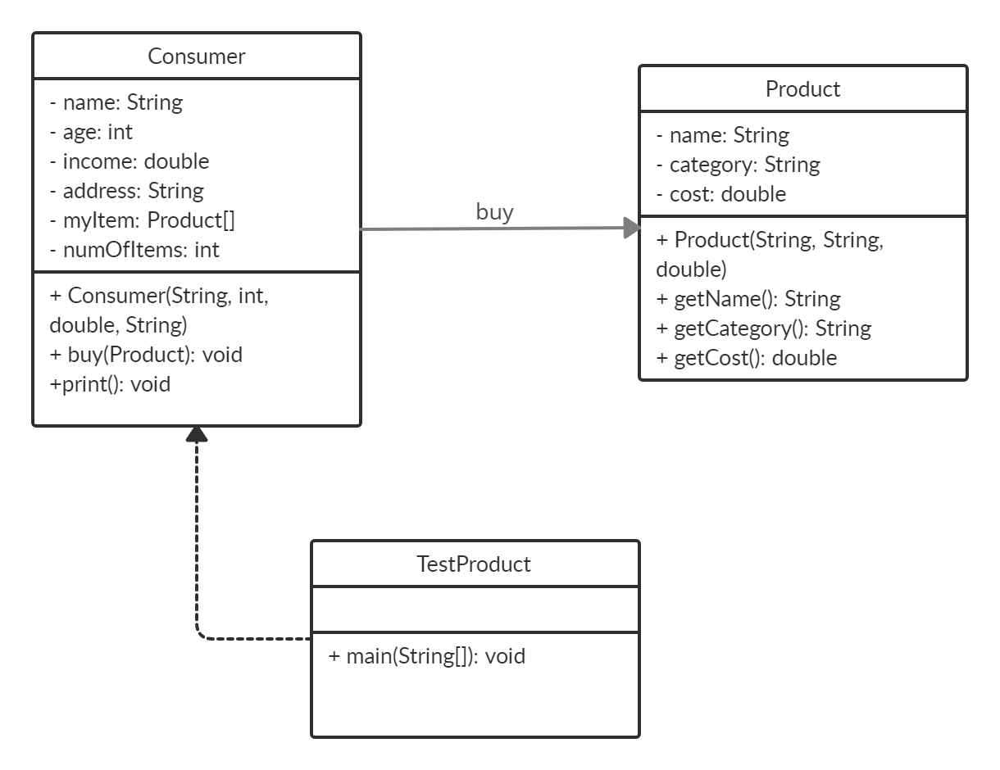 Consumer
- name: String
- age: int
- income: double
- address: String
- myItem: Product[]
- numOfItems: int
+ Consumer(String, int,
double, String)
+ buy(Product): void
+print(): void
buy
Product
- name: String
- category: String
- cost: double
+ Product(String, String,
double)
+ getName(): String
+ getCategory(): String
+ getCost(): double
TestProduct
+ main(String[]): void